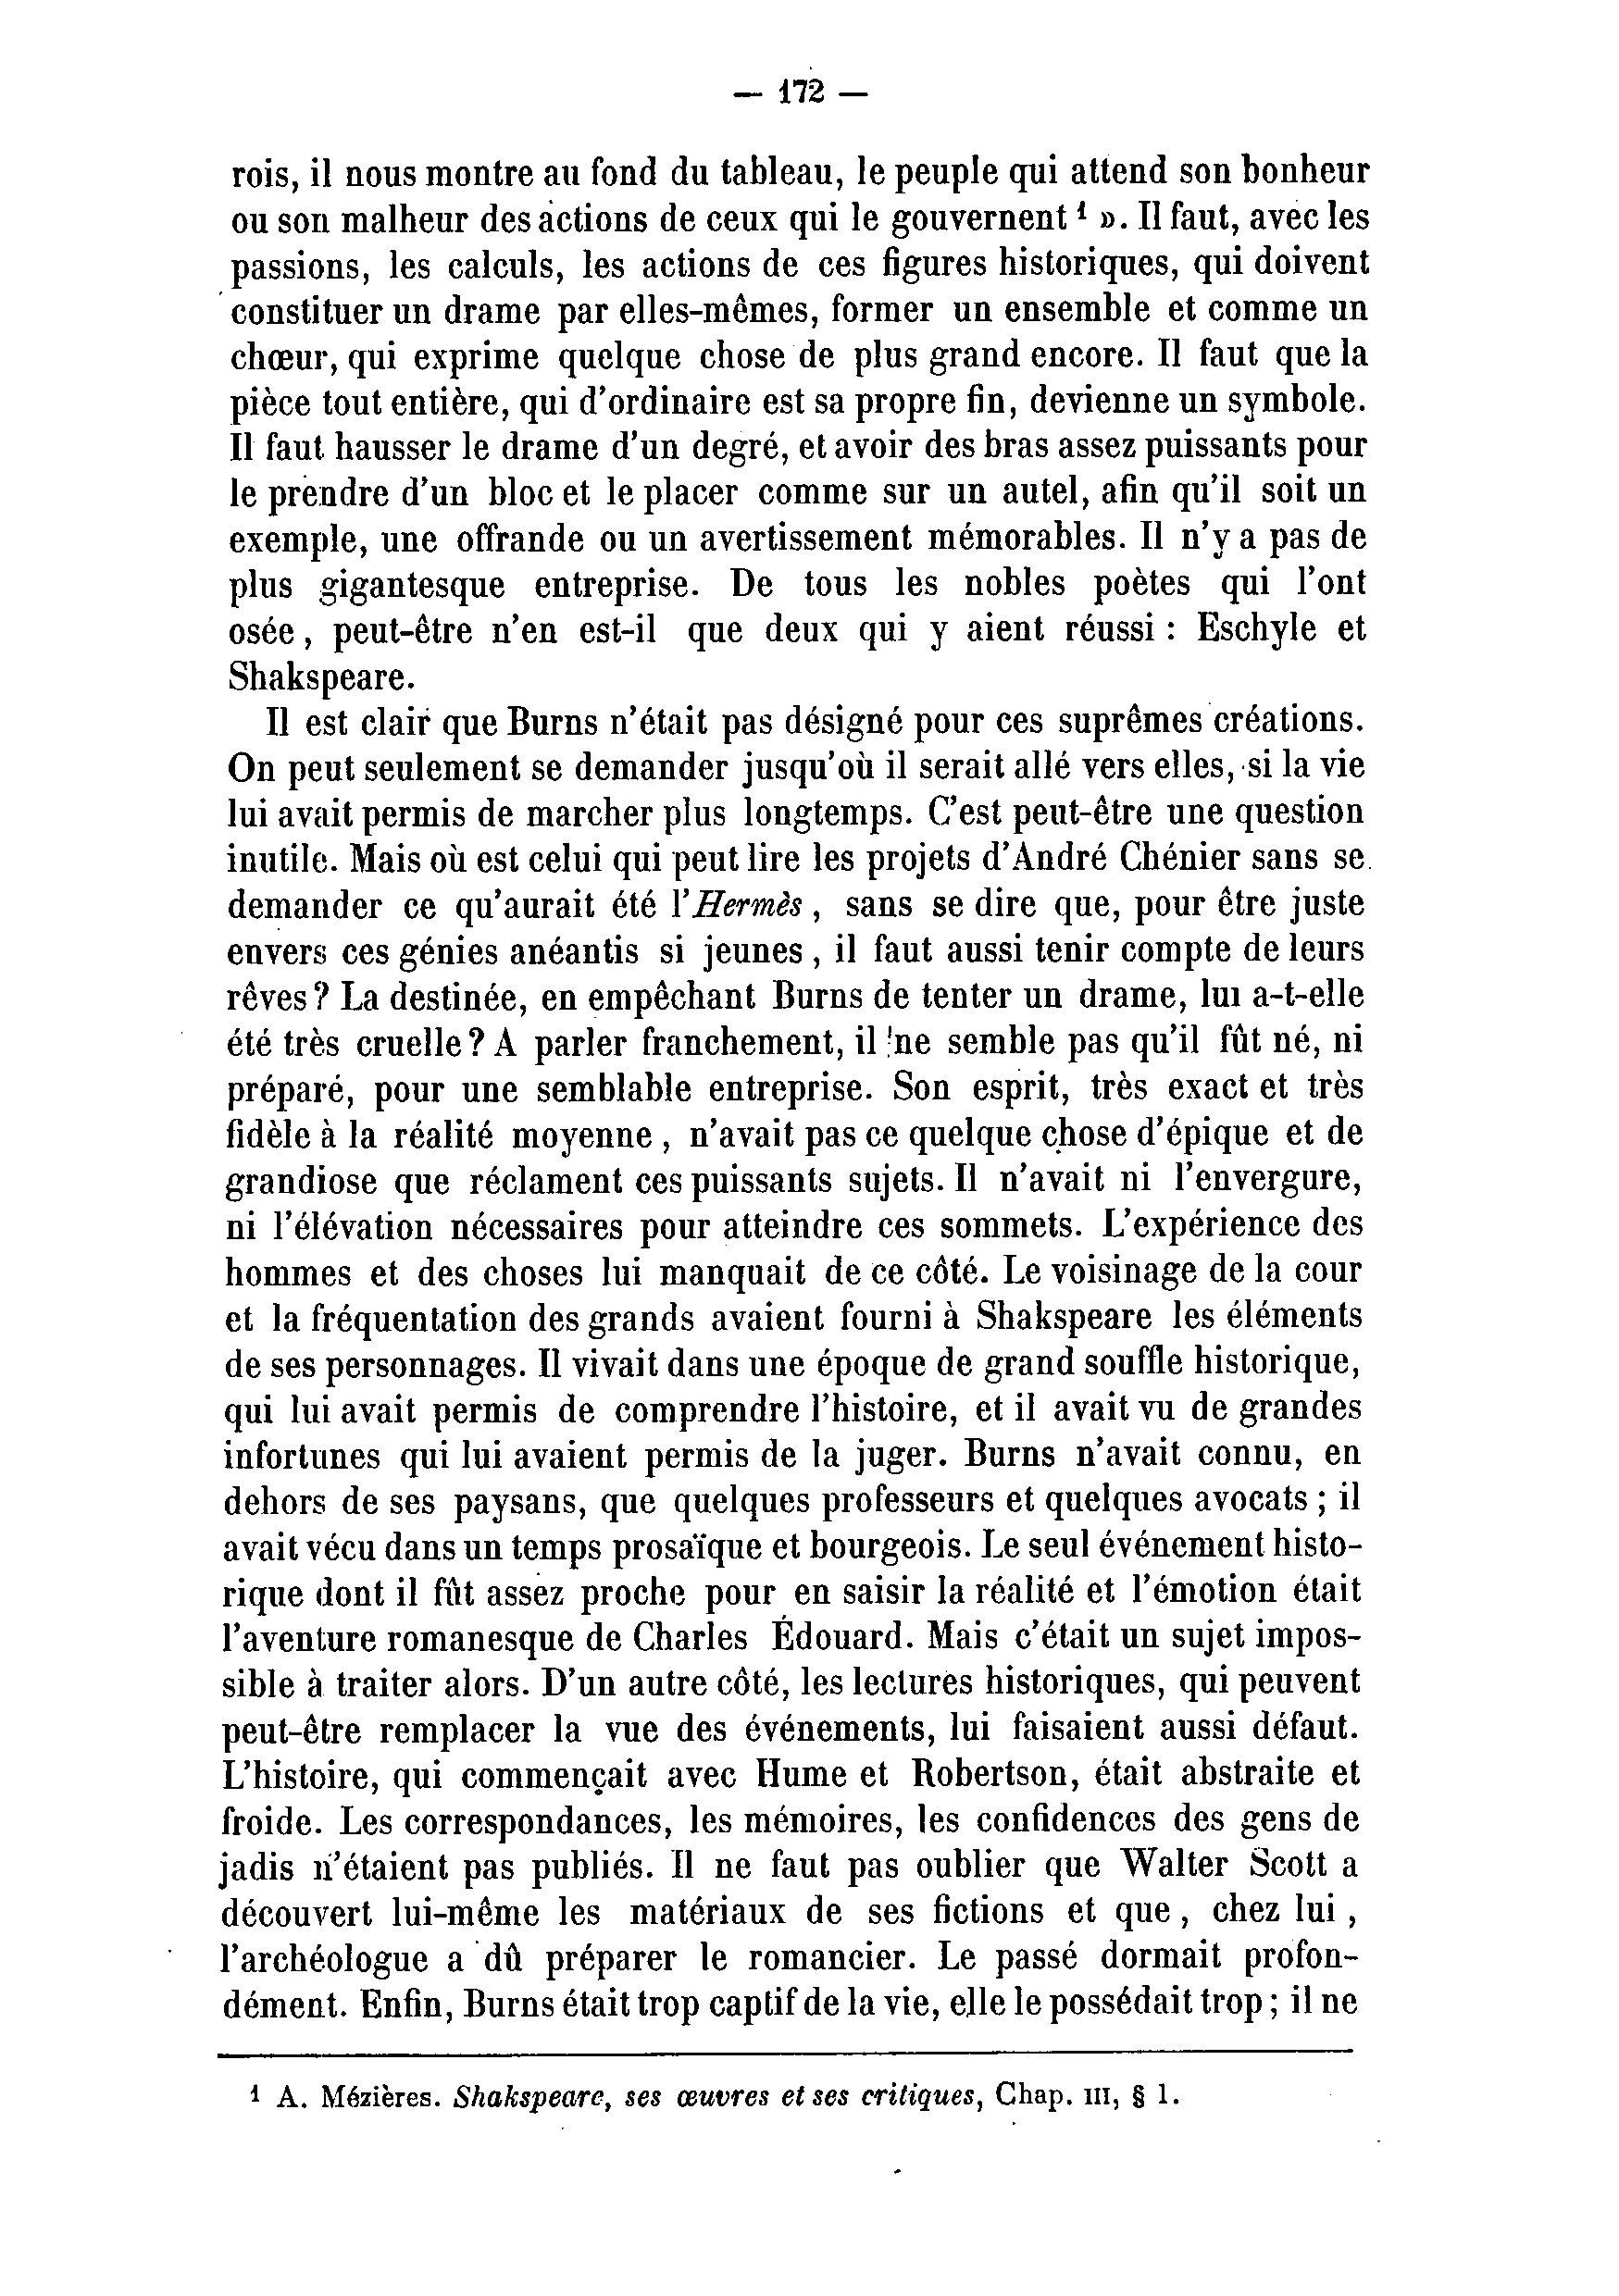 — 172 —
rois, il nous montre au fond du tableau, le peuple qui attend son bonheur
ou son malheur des actions de ceux qui le gouvernent ¹ ». Il faut, avec les
passions, les calculs, les actions de ces figures historiques, qui doivent
constituer un drame par elles-mêmes, former un ensemble et comme un
chœur, qui exprime quelque chose de plus grand encore. Il faut que la
pièce tout entière, qui d'ordinaire est sa propre fin, devienne un symbole.
Il faut hausser le drame d'un degré, et avoir des bras assez puissants pour
le prendre d'un bloc et le placer comme sur un autel, afin qu'il soit un
exemple, une offrande ou un avertissement mémorables. Il n'y a pas de
plus gigantesque entreprise. De tous les nobles poètes qui l'ont
osée, peut-être n'en est-il que deux qui y aient réussi : Eschyle et
Shakspeare.
Il est clair que Burns n'était pas désigné pour ces suprêmes créations.
On peut seulement se demander jusqu'où il serait allé vers elles, si la vie
lui avait permis de marcher plus longtemps. C'est peut-être une question
inutile. Mais où est celui qui peut lire les projets d'André Chénier sans se
demander ce qu'aurait été l'Hermès, sans se dire que, pour être juste
envers ces génies anéantis si jeunes, il faut aussi tenir compte de leurs
rêves ? La destinée, en empêchant Burns de tenter un drame, lui a-t-elle
été très cruelle ? A parler franchement, il ne semble pas qu'il fût né, ni
préparé, pour une semblable entreprise. Son esprit, très exact et très
fidèle à la réalité moyenne, n'avait pas ce quelque chose d'épique et de
grandiose que réclament ces puissants sujets. Il n'avait ni l'envergure,
ni l'élévation nécessaires pour atteindre ces sommets. L'expérience des
hommes et des choses lui manquait de ce côté. Le voisinage de la cour
et la fréquentation des grands avaient fourni à Shakspeare les éléments
de ses personnages. Il vivait dans une époque de grand souffle historique,
qui lui avait permis de comprendre l'histoire, et il avait vu de grandes
infortunes qui lui avaient permis de la juger. Burns n'avait connu, en
dehors de ses paysans, que quelques professeurs et quelques avocats ; il
avait vécu dans un temps prosaïque et bourgeois. Le seul événement histo-
rique dont il fût assez proche pour en saisir la réalité et l'émotion était
l'aventure romanesque de Charles Édouard. Mais c'était un sujet impos-
sible à traiter alors. D'un autre côté, les lectures historiques, qui peuvent
peut-être remplacer la vue des événements, lui faisaient aussi défaut.
L'histoire, qui commençait avec Hume et Robertson, était abstraite et
froide. Les correspondances, les mémoires, les confidences des gens de
jadis n'étaient pas publiés. Il ne faut pas oublier que Walter Scott a
découvert lui-même les matériaux de ses fictions et que, chez lui,
l'archéologue a dû préparer le romancier. Le passé dormait profon-
dément. Enfin, Burns était trop captif de la vie, elle le possédait trop ; il ne
¹ A. Mézières. Shakspeare, ses œuvres et ses critiques, Chap. III, § 1.